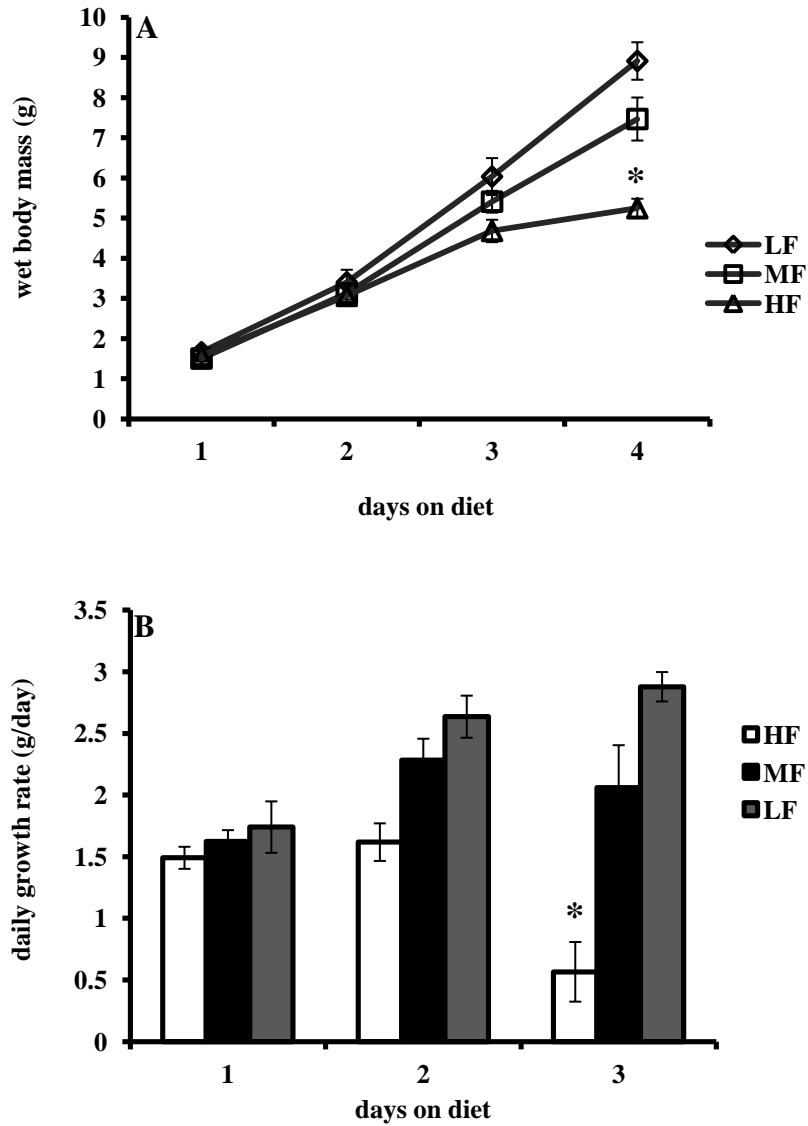 A
10
9
8
7
6
5
4
3
2
1
0
wet body mass (g)
*
LF
MF
HF
1 2 3 4
days on diet
B
3.5
3
2.5
2
1.5
1
0.5
0
daily growth rate (g/day)
*
HF
MF
LF
1 2 3
days on diet